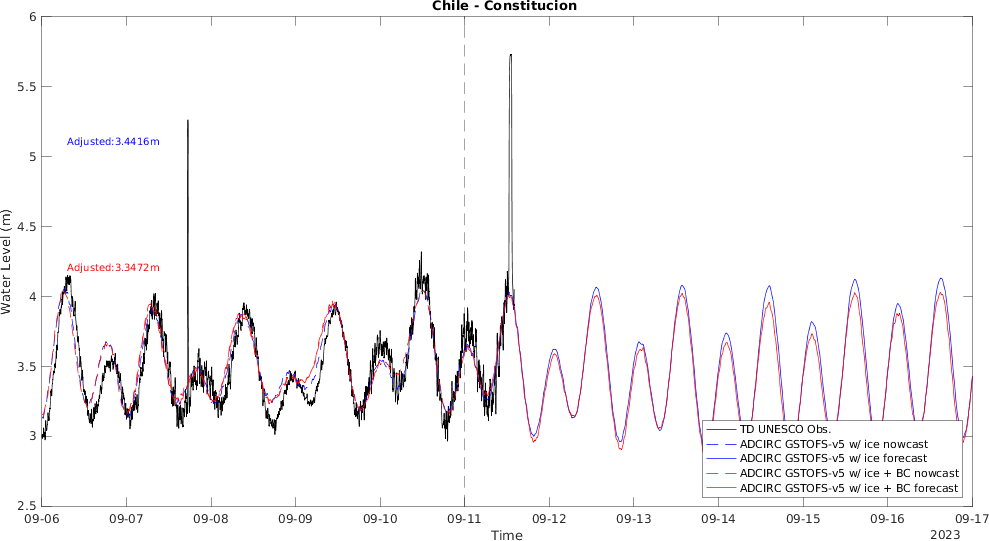 Chile - Constitucion
6
5.5
5
4.5
4
3.5
3
2.5
Water Level (m)
Adjusted:3.4416m
Adjusted:3.3472m
TD UNESCO Obs.
ADCIRC GSTOFS-v5 w/ ice nowcast
ADCIRC GSTOFS-v5 w/ ice forecast
ADCIRC GSTOFS-v5 w/ ice + BC nowcast
ADCIRC GSTOFS-v5 w/ ice + BC forecast
09-06 09-07 09-08 09-09 09-10 09-11 09-12 09-13 09-14 09-15 09-16 09-17
Time
2023